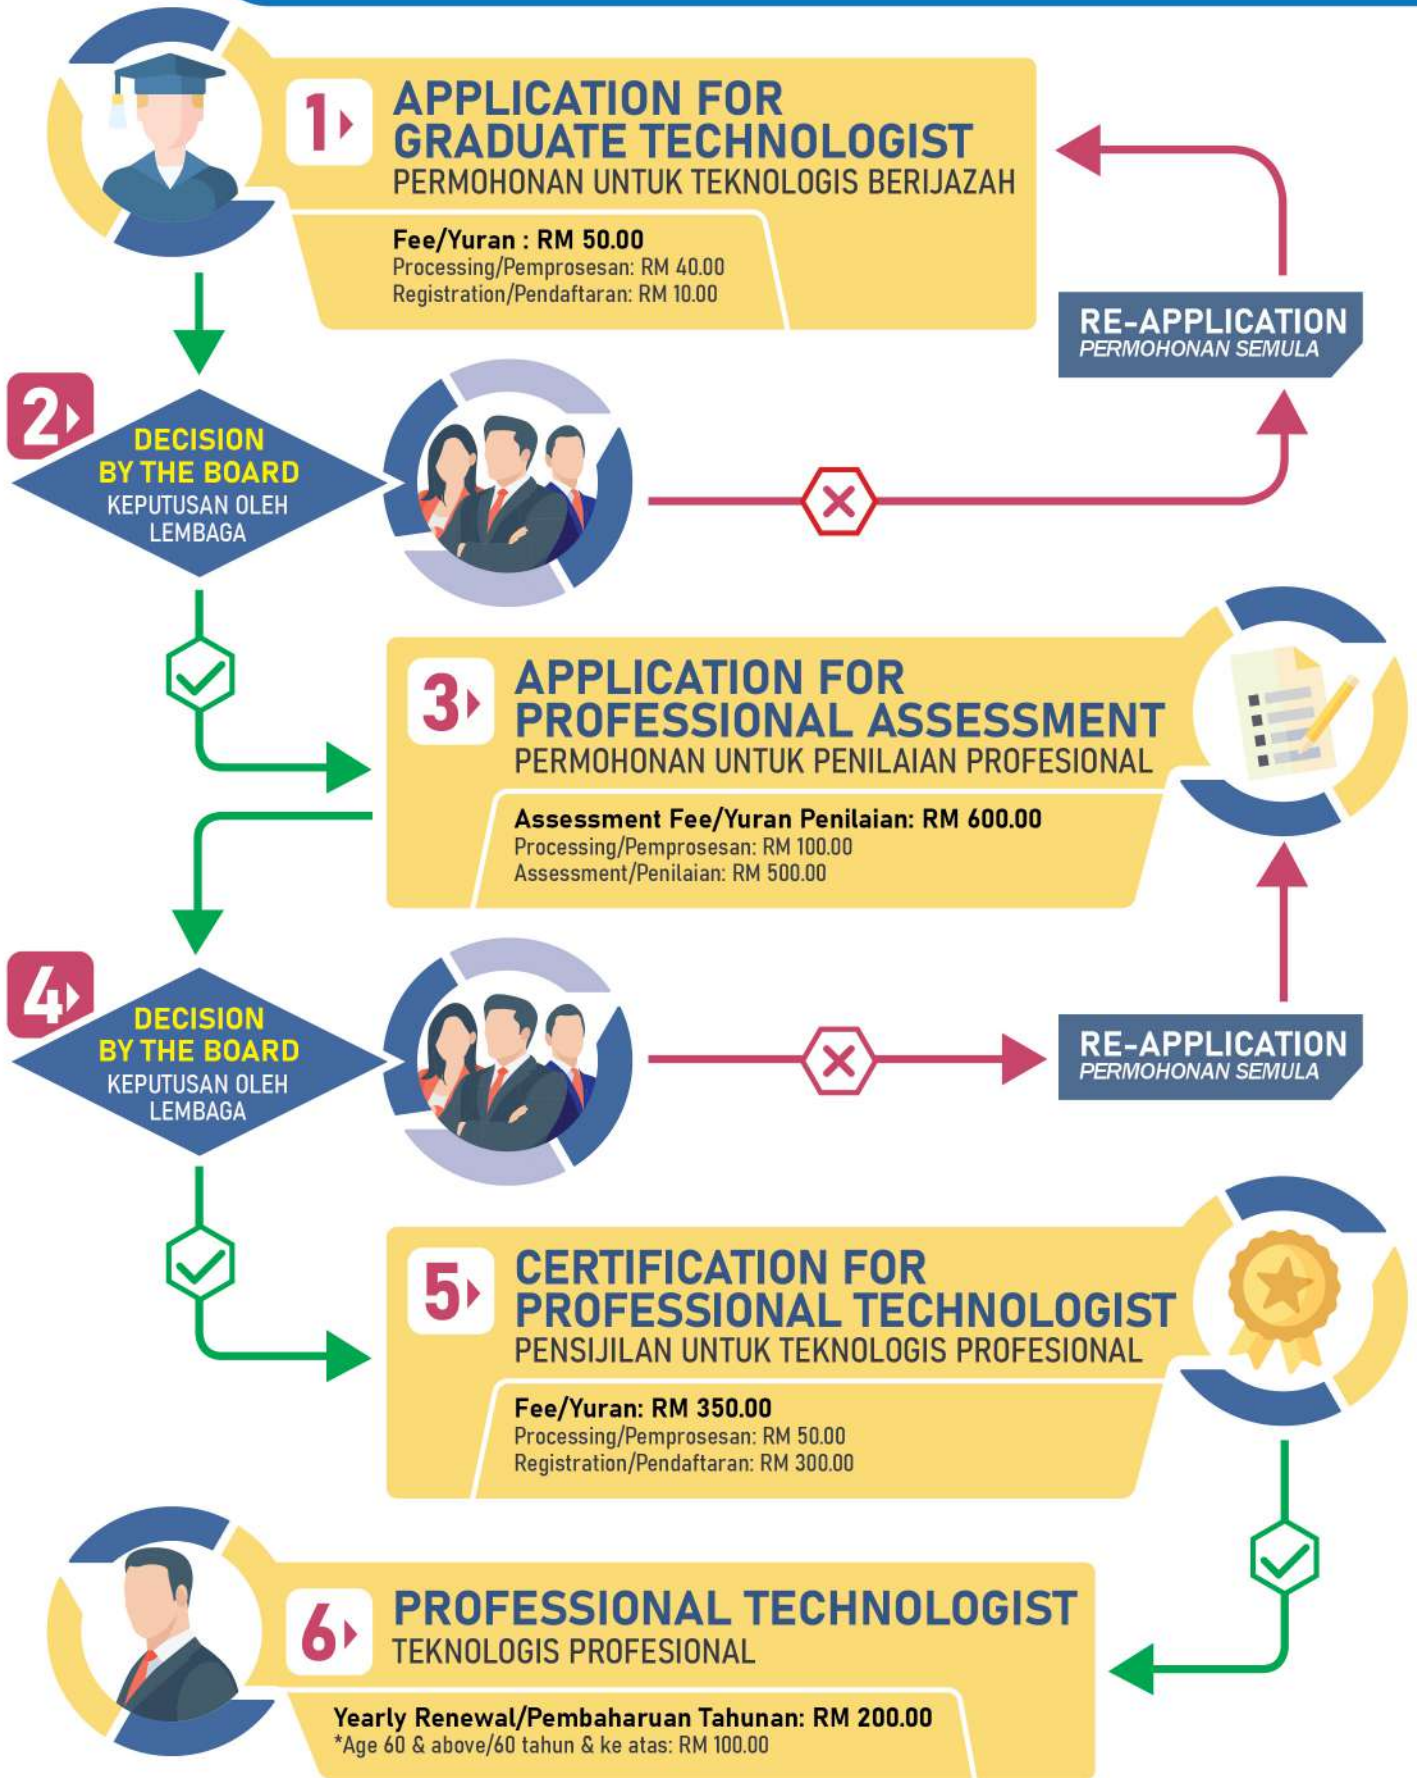 1
APPLICATION FOR
GRADUATE TECHNOLOGIST
PERMOHONAN UNTUK TEKNOLOGIS BERIJAZAH
Fee/Yuran : RM 50.00
Processing/Pemprosesan: RM 40.00
Registration/Pendaftaran: RM 10.00
RE-APPLICATION
PERMOHONAN SEMULA
2
DECISION
BY THE BOARD
KEPUTUSAN OLEH
LEMBAGA
3
APPLICATION FOR
PROFESSIONAL ASSESSMENT
PERMOHONAN UNTUK PENILAIAN PROFESIONAL
Assessment Fee/Yuran Penilaian: RM 600.00
Processing/Pemprosesan: RM 100.00
Assessment/Penilaian: RM 500.00
4
DECISION
BY THE BOARD
KEPUTUSAN OLEH
LEMBAGA
RE-APPLICATION
PERMOHONAN SEMULA
5
CERTIFICATION FOR
PROFESSIONAL TECHNOLOGIST
PENSIJILAN UNTUK TEKNOLOGIS PROFESIONAL
Fee/Yuran: RM 350.00
Processing/Pemprosesan: RM 50.00
Registration/Pendaftaran: RM 300.00
6
PROFESSIONAL TECHNOLOGIST
TEKNOLOGIS PROFESIONAL
Yearly Renewal/Pembaharuan Tahunan: RM 200.00
*Age 60 & above/60 tahun & ke atas: RM 100.00